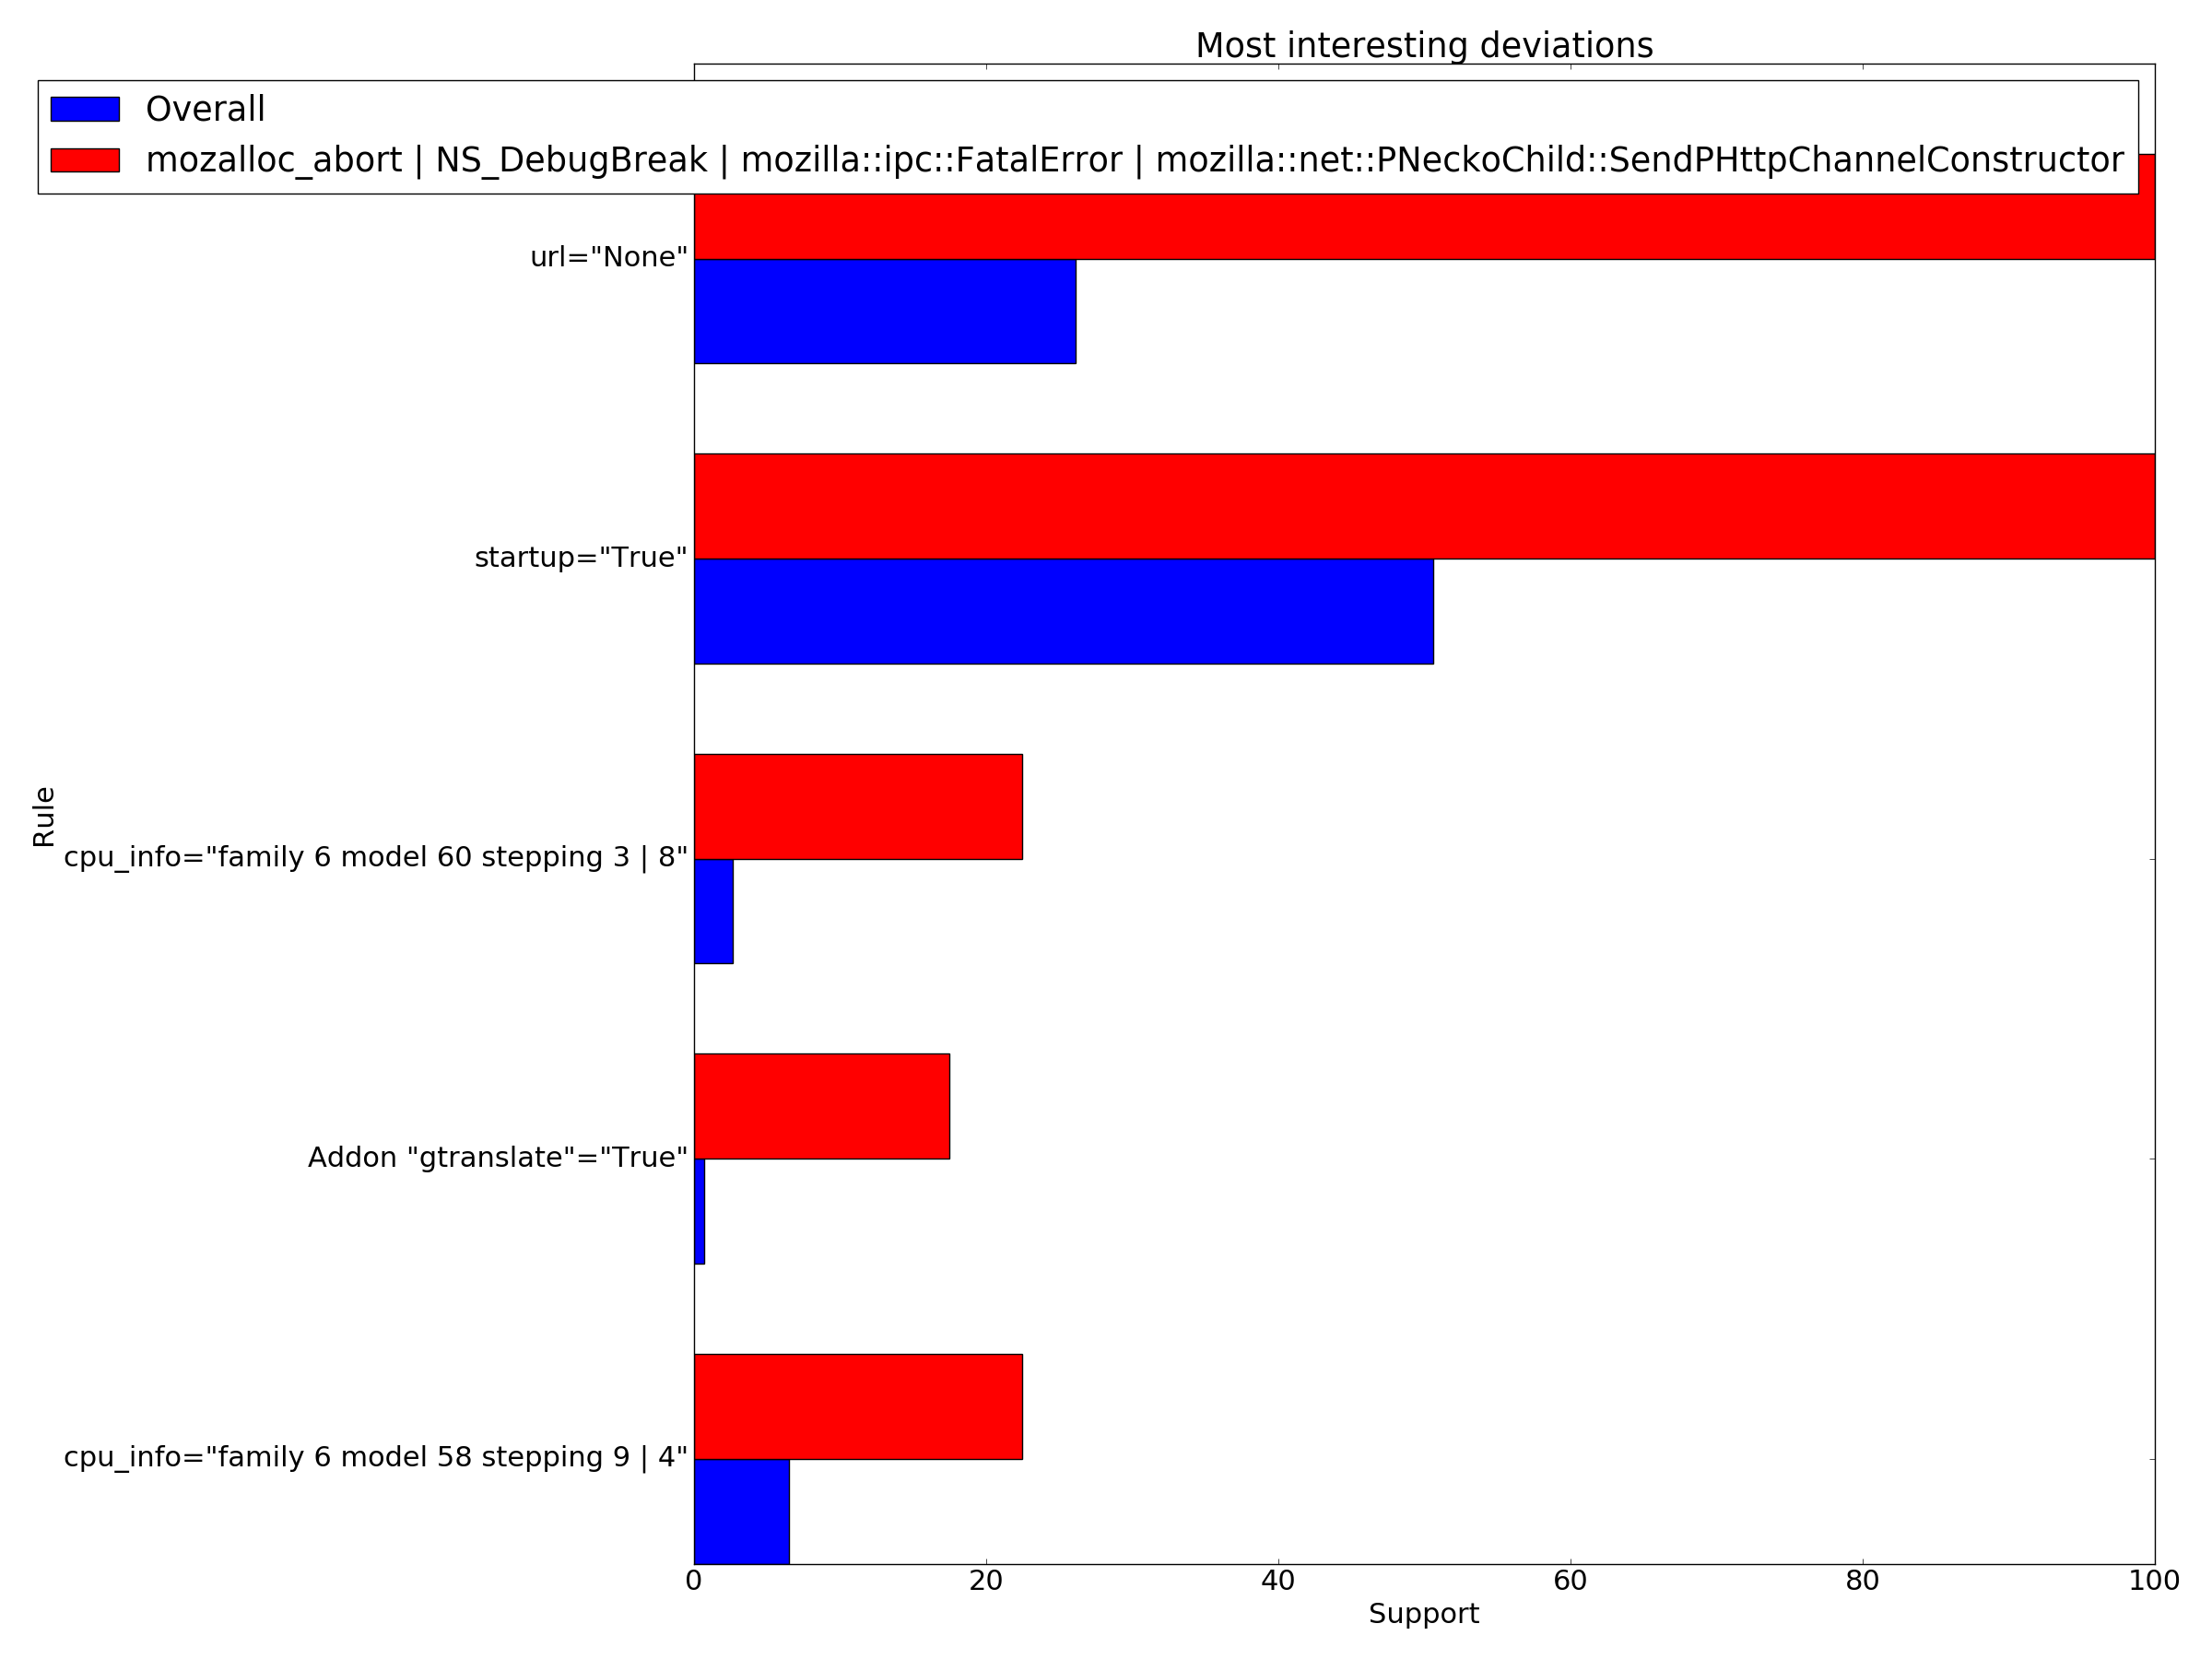 Most interesting deviations
Overall
mozalloc_abort | NS_DebugBreak | mozilla::ipc::FatalError | mozilla::net::PNeckoChild::SendPHttpChannelConstructor
url="None"
startup="True"
cpu_info="family 6 model 60 stepping 3 | 8"
Addon "gtranslate"="True"
cpu_info="family 6 model 58 stepping 9 | 4"
Rule
0 20 40 60 80 100
Support